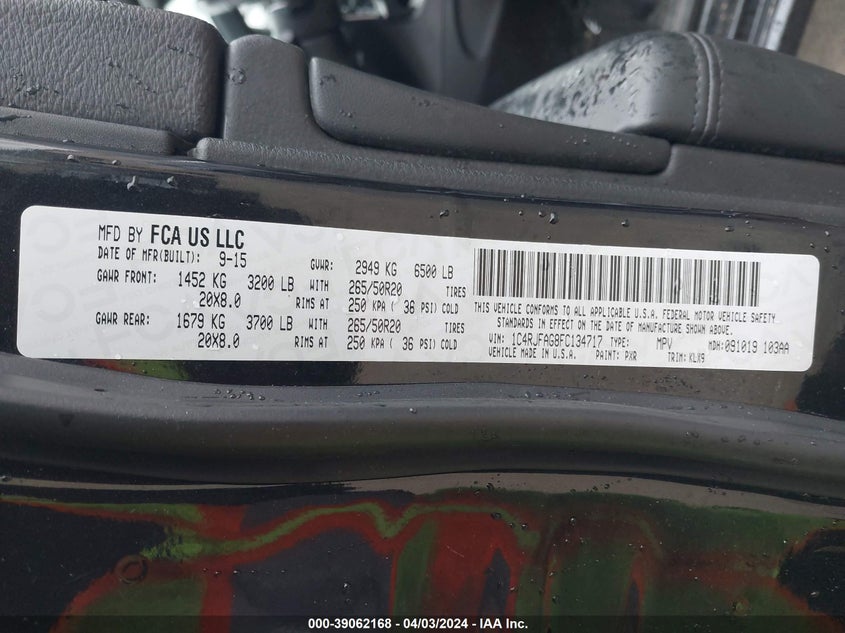 MFD BY FCA US LLC
DATE OF MFR(BUILT): 9-15 GVWR: 2949 KG 6500 LB
GAWR FRONT: 1452 KG 3200 LB WITH 265/50R20 TIRES
20X8.0 RIMS AT 250 KPA ( 36 PSI) COLD
GAWR REAR: 1679 KG 3700 LB WITH 265/50R20 TIRES
20X8.0 RIMS AT 250 KPA ( 36 PSI) COLD
THIS VEHICLE CONFORMS TO ALL APPLICABLE U.S.A. FEDERAL MOTOR VEHICLE SAFETY
STANDARDS IN EFFECT ON THE DATE OF MANUFACTURE SHOWN ABOVE.
VIN: 1C4RJFAG8FC134717 TYPE: MPV MDH: 091019 103AA
PAINT: PXR TRIM: KLX9
000-39062168 - 04/03/2024 - IAA Inc.